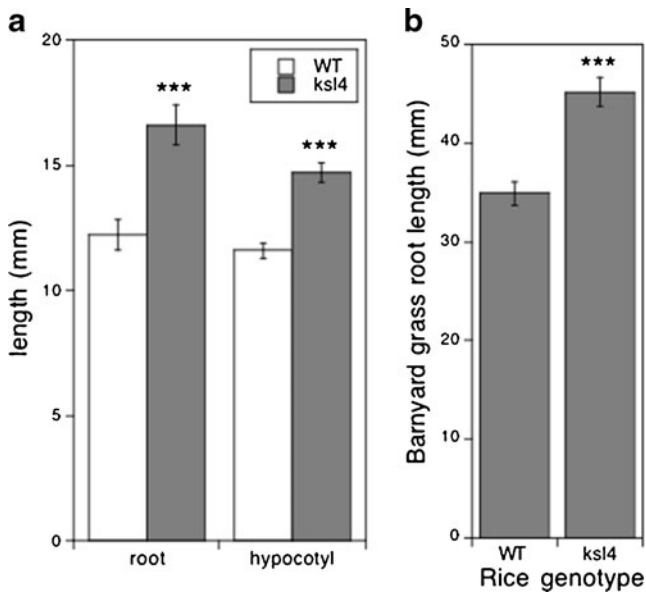 a
20
15
10
5
0
length (mm)
WT
ksl4
***
***
root
hypocotyl
b
50
40
30
20
10
0
Barnyard grass root length (mm)
***
WT
ksl4
Rice genotype